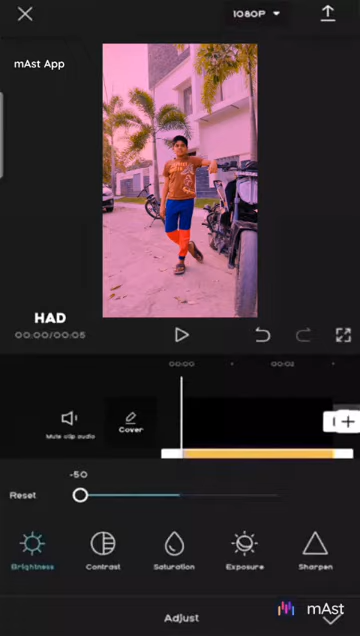 1080P
mAst App
HAD
00:00/00:05
00:00
00:02
Mute clip audio
Cover
-50
Reset
Brightness
Contrast
Saturation
Exposure
Sharpen
mAst
Adjust